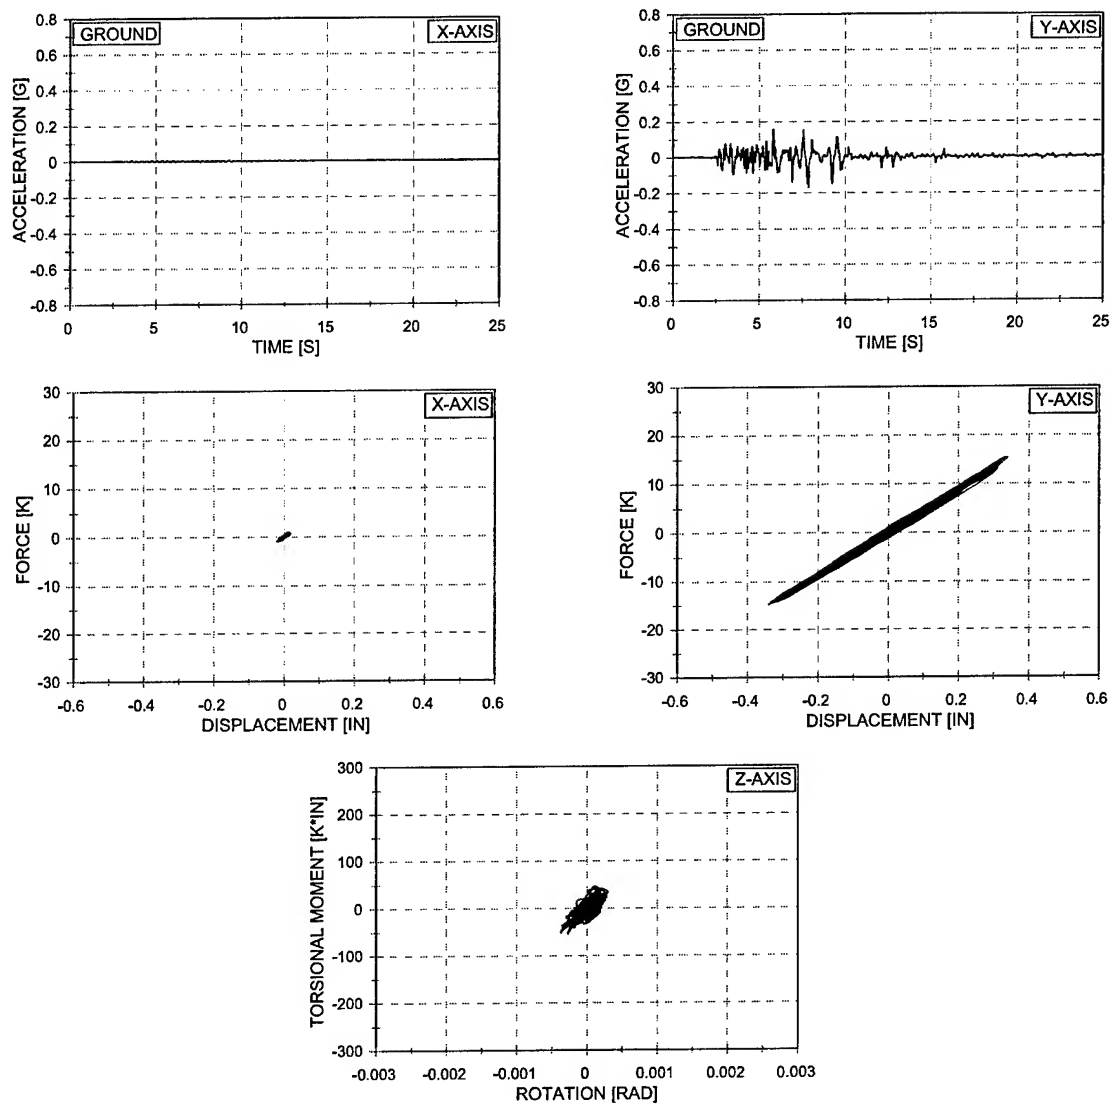 GROUND X-AXIS
ACCELERATION [G]
0.8
0.6
0.4
0.2
0
-0.2
-0.4
-0.6
-0.8
0 5 10 15 20 25
TIME [S]
GROUND Y-AXIS
ACCELERATION [G]
0.8
0.6
0.4
0.2
0
-0.2
-0.4
-0.6
-0.8
0 5 10 15 20 25
TIME [S]
X-AXIS
FORCE [K]
30
20
10
0
-10
-20
-30
-0.6 -0.4 -0.2 0 0.2 0.4 0.6
DISPLACEMENT [IN]
Y-AXIS
FORCE [K]
30
20
10
0
-10
-20
-30
-0.6 -0.4 -0.2 0 0.2 0.4 0.6
DISPLACEMENT [IN]
Z-AXIS
TORSIONAL MOMENT [K*IN]
300
200
100
0
-100
-200
-300
-0.003 -0.002 -0.001 0 0.001 0.002 0.003
ROTATION [RAD]